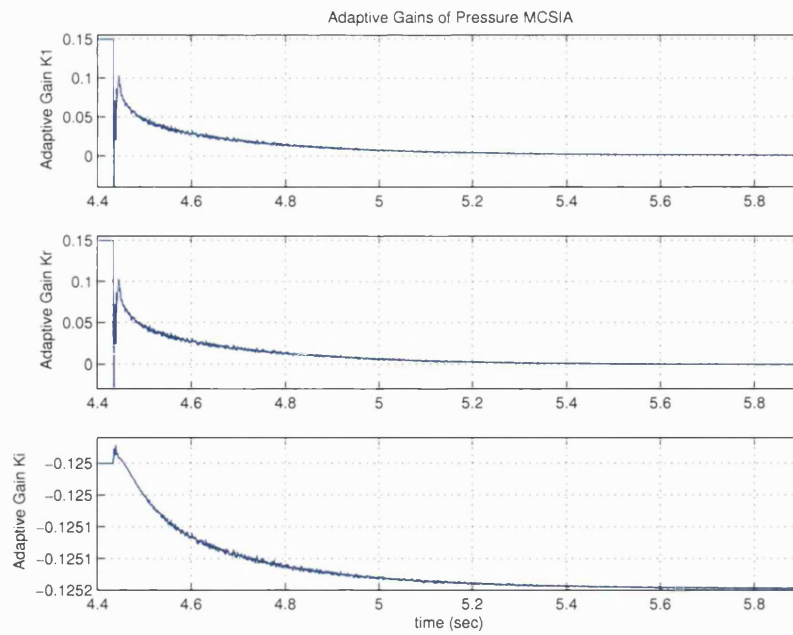 Adaptive Gains of Pressure MCSIA
Adaptive Gain K1
0.15
0.1
0.05
0
4.4 4.6 4.8 5 5.2 5.4 5.6 5.8
Adaptive Gain Kr
0.15
0.1
0.05
0
4.4 4.6 4.8 5 5.2 5.4 5.6 5.8
Adaptive Gain Ki
−0.125
−0.125
−0.1251
−0.1251
−0.1252
4.4 4.6 4.8 5 5.2 5.4 5.6 5.8
time (sec)